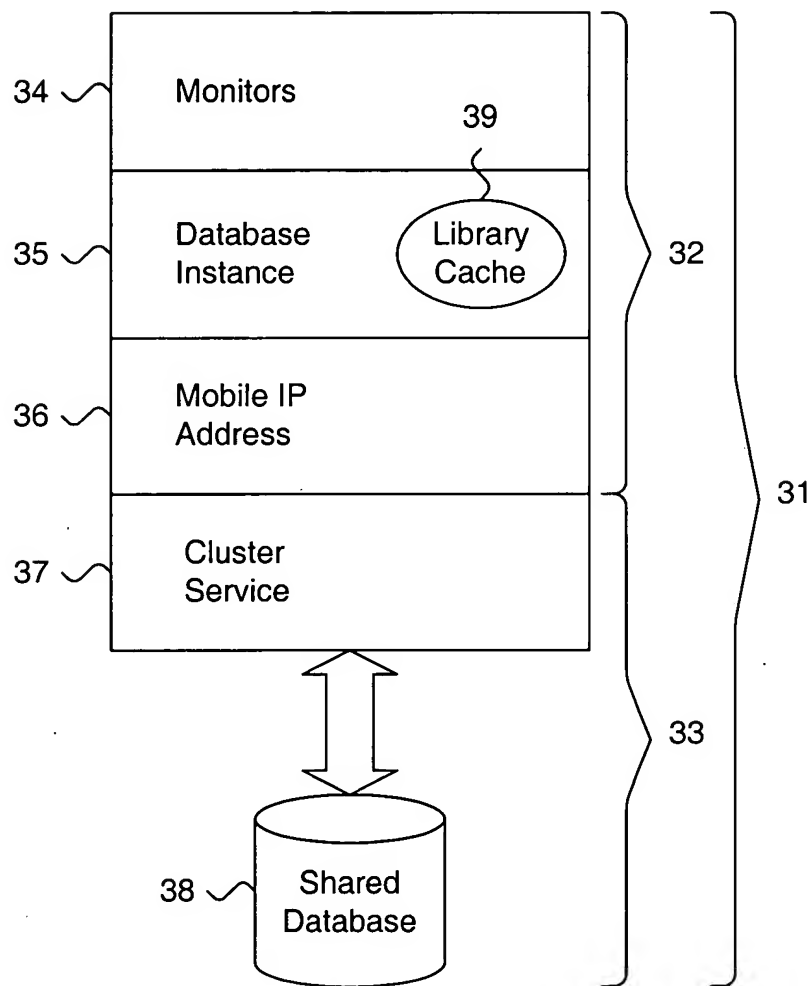 34
Monitors
39
35
Database
Instance
Library
Cache
32
36
Mobile IP
Address
31
37
Cluster
Service
33
38
Shared
Database